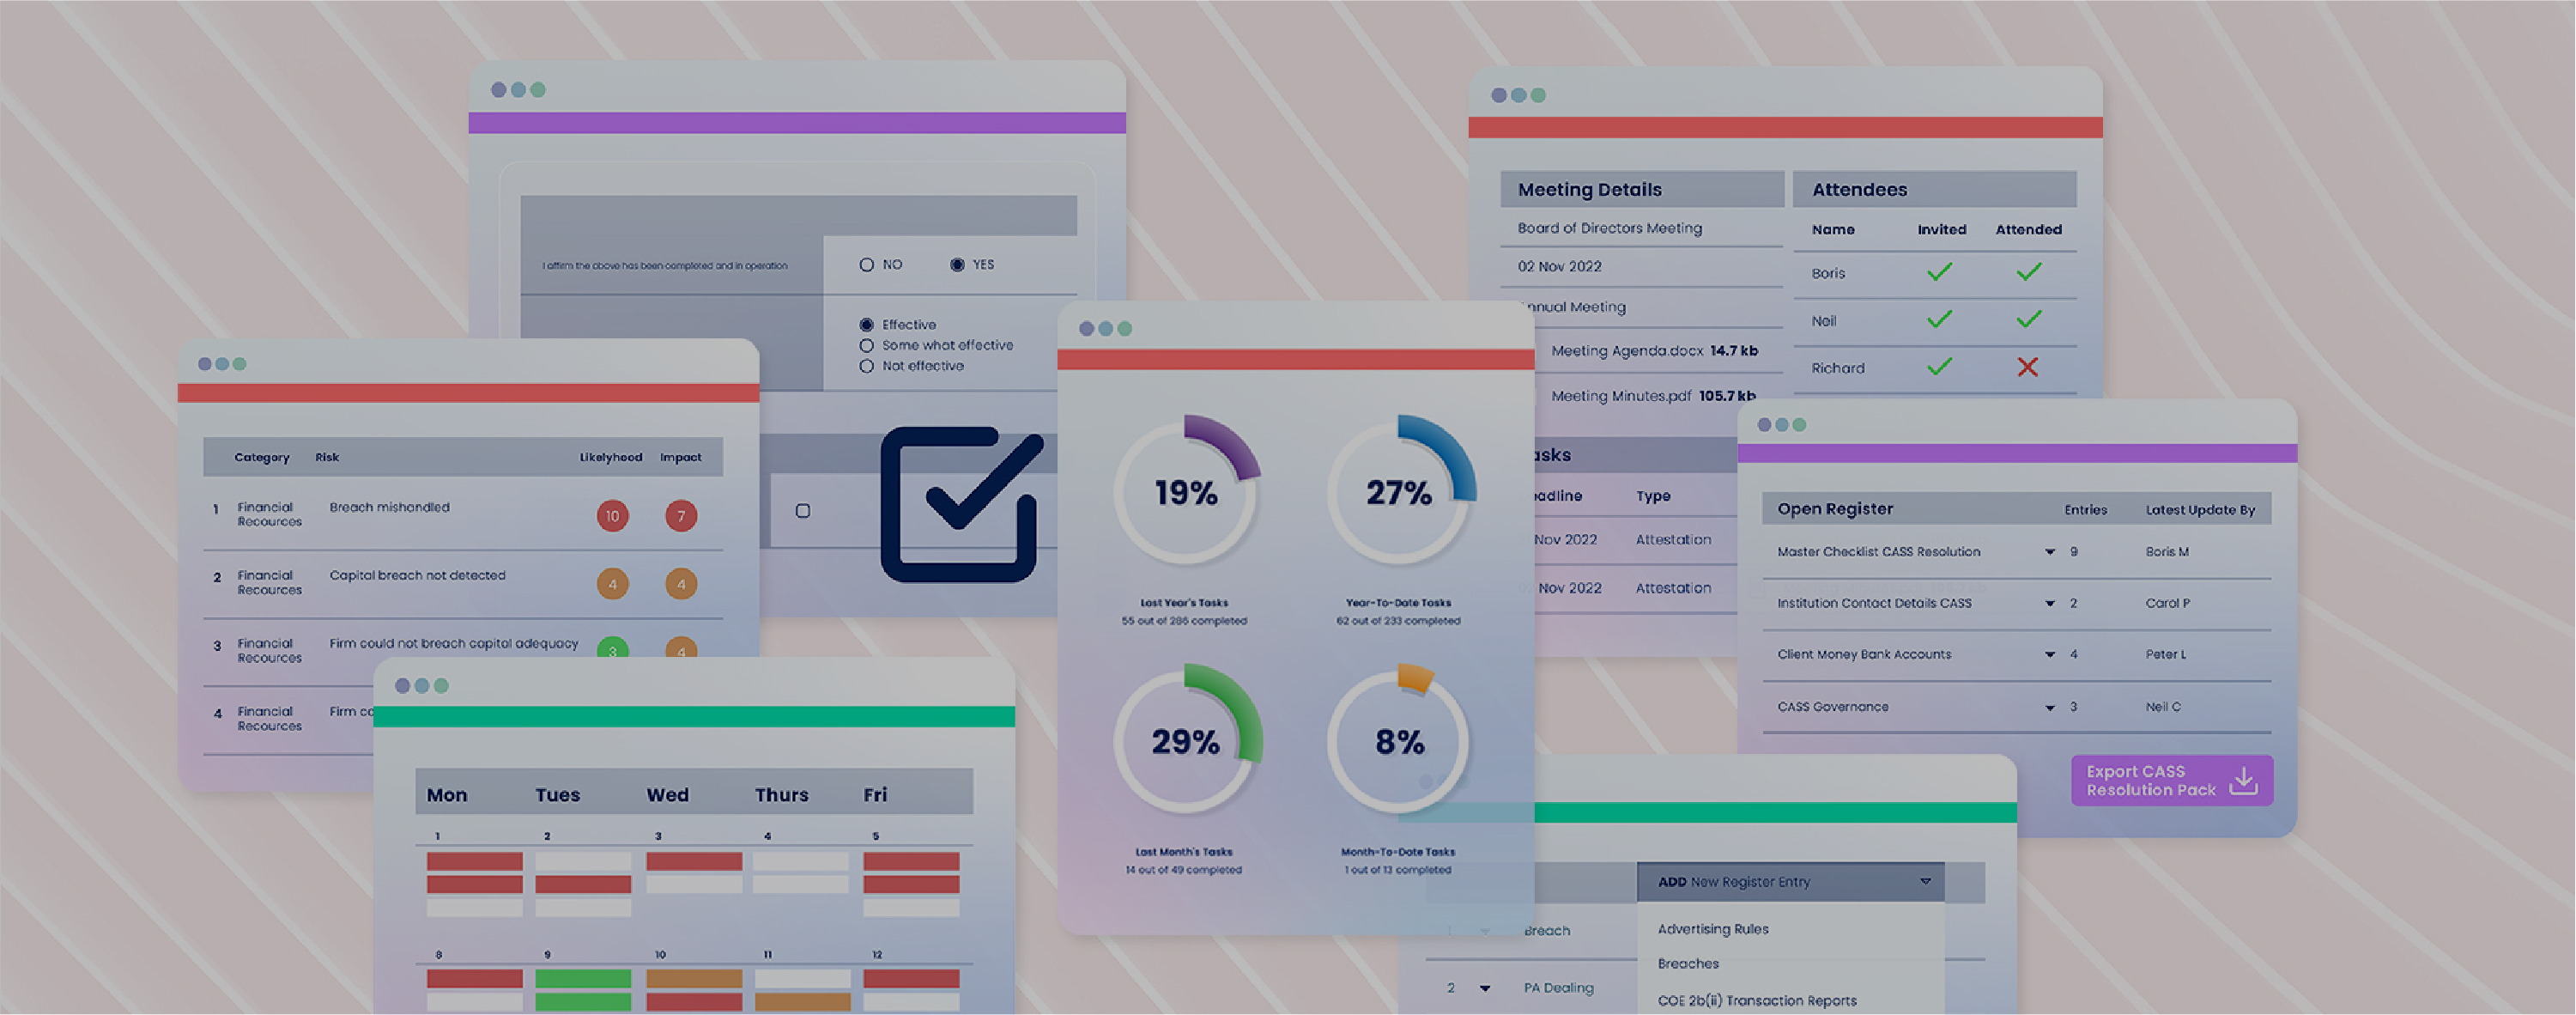 I affirm the above has been completed and in operation
NO YES
Effective
Some what effective
Not effective
Meeting Details
Board of Directors Meeting
02 Nov 2022
nnual Meeting
Meeting Agenda.docx 14.7 kb
Meeting Minutes.pdf 105.7 kb
Attendees
Name Invited Attended
Boris
Neil
Richard
asks
adline Type
Nov 2022 Attestation
Nov 2022 Attestation
Category Risk Likelyhood Impact
1 Financial Recources Breach mishandled 10 7
2 Financial Recources Capital breach not detected 4 4
3 Financial Recources Firm could not breach capital adequacy 3 4
4 Financial Recources Firm co
19%
Last Year's Tasks
55 out of 286 completed
27%
Year-To-Date Tasks
62 out of 233 completed
29%
Last Month's Tasks
14 out of 49 completed
8%
Month-To-Date Tasks
1 out of 13 completed
Open Register Entries Latest Update By
Master Checklist CASS Resolution 9 Boris M
Institution Contact Details CASS 2 Carol P
Client Money Bank Accounts 4 Peter L
CASS Governance 3 Neil C
Export CASS
Resolution Pack
Mon Tues Wed Thurs Fri
1 2 3 4 5
8 9 10 11 12
ADD New Register Entry
1 Breach
2 PA Dealing
Advertising Rules
Breaches
COE 2b(ii) Transaction Reports